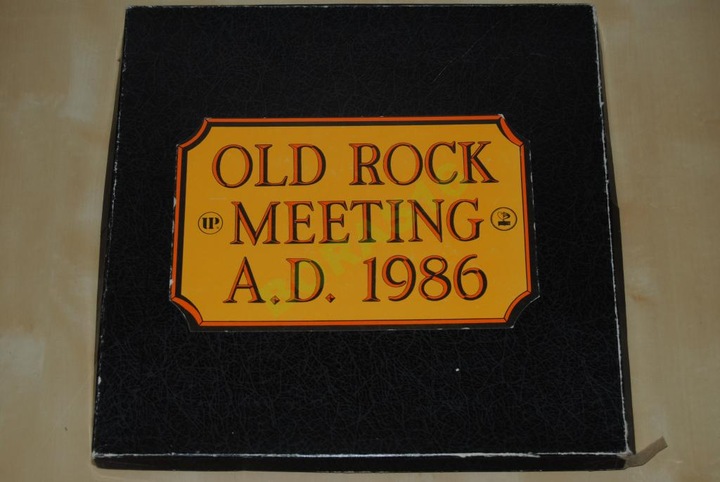 OLD ROCK
MEETING
A.D. 1986